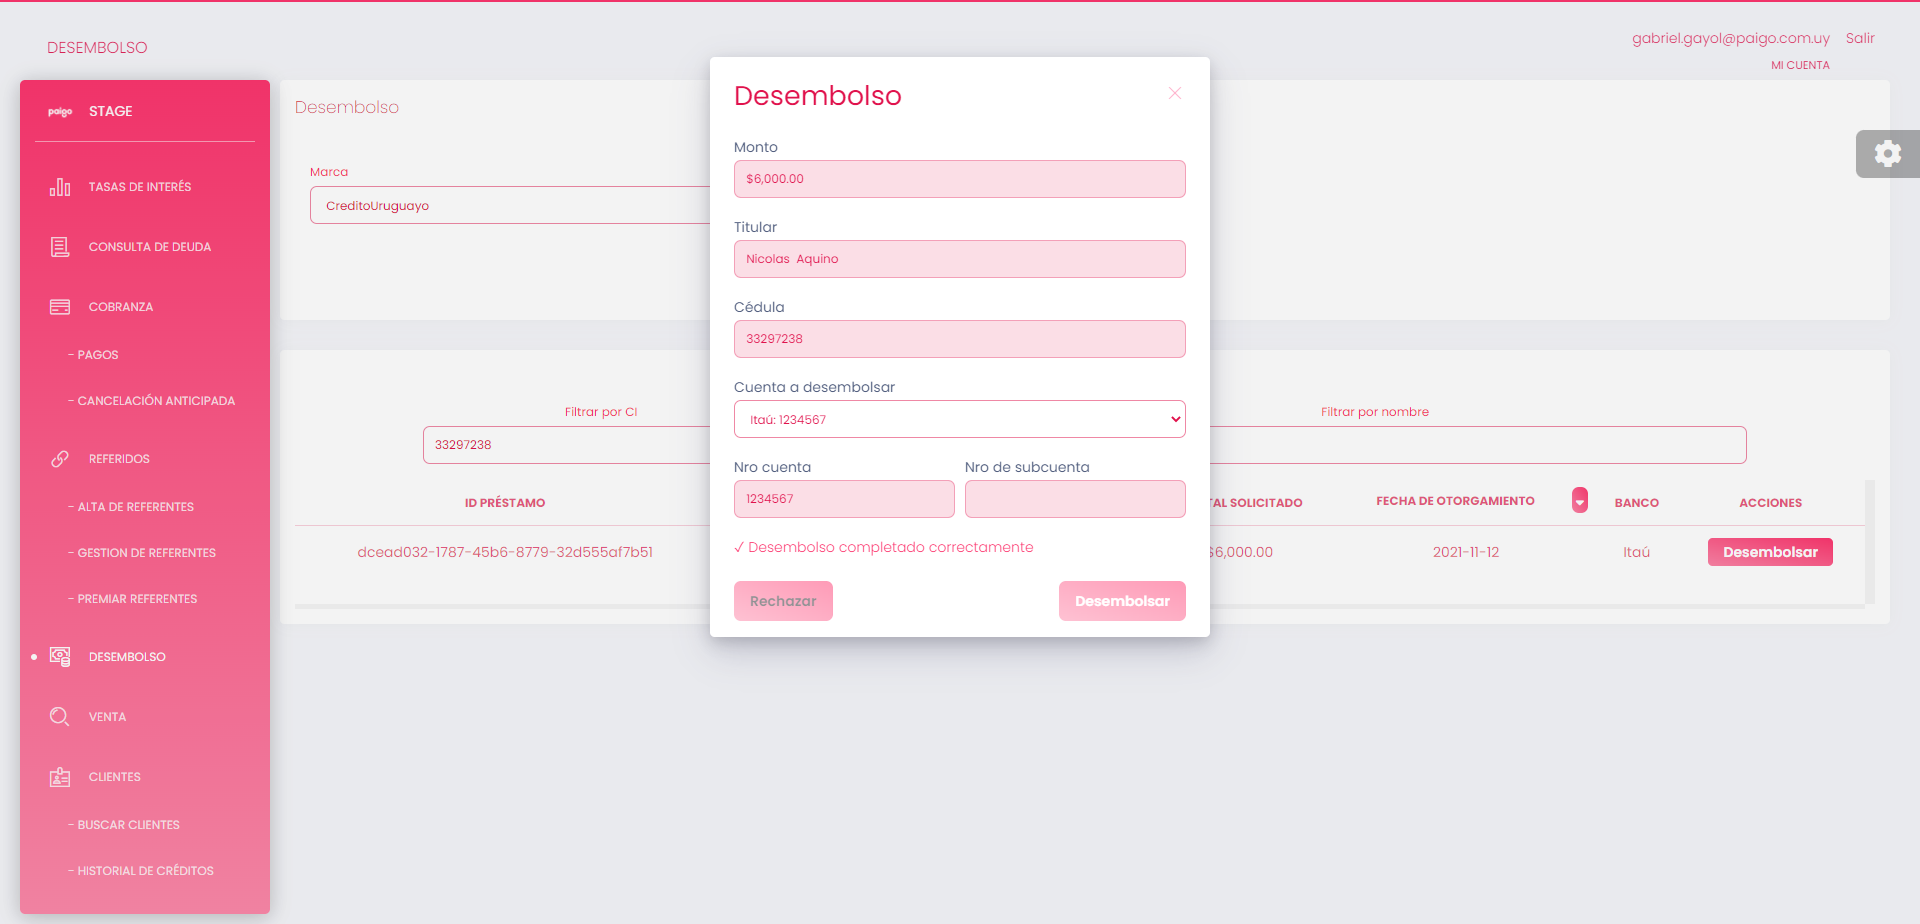 DESEMBOLSO
gabriel.gayol@paigo.com.uy Salir
MI CUENTA
paigo STAGE
TASAS DE INTERÉS
CONSULTA DE DEUDA
COBRANZA
- PAGOS
- CANCELACIÓN ANTICIPADA
REFERIDOS
- ALTA DE REFERENTES
- GESTION DE REFERENTES
- PREMIAR REFERENTES
DESEMBOLSO
VENTA
CLIENTES
- BUSCAR CLIENTES
- HISTORIAL DE CRÉDITOS
Desembolso
Marca
CreditoUruguayo
Filtrar por CI
33297238
Filtrar por nombre
ID PRÉSTAMO
TAL SOLICITADO
FECHA DE OTORGAMIENTO
BANCO
ACCIONES
dcead032-1787-45b6-8779-32d555af7b51
$6,000.00
2021-11-12
Itaú
Desembolsar
Desembolso
Monto
$6,000.00
Titular
Nicolas Aquino
Cédula
33297238
Cuenta a desembolsar
Itaú: 1234567
Nro cuenta
Nro de subcuenta
1234567
✓ Desembolso completado correctamente
Rechazar
Desembolsar